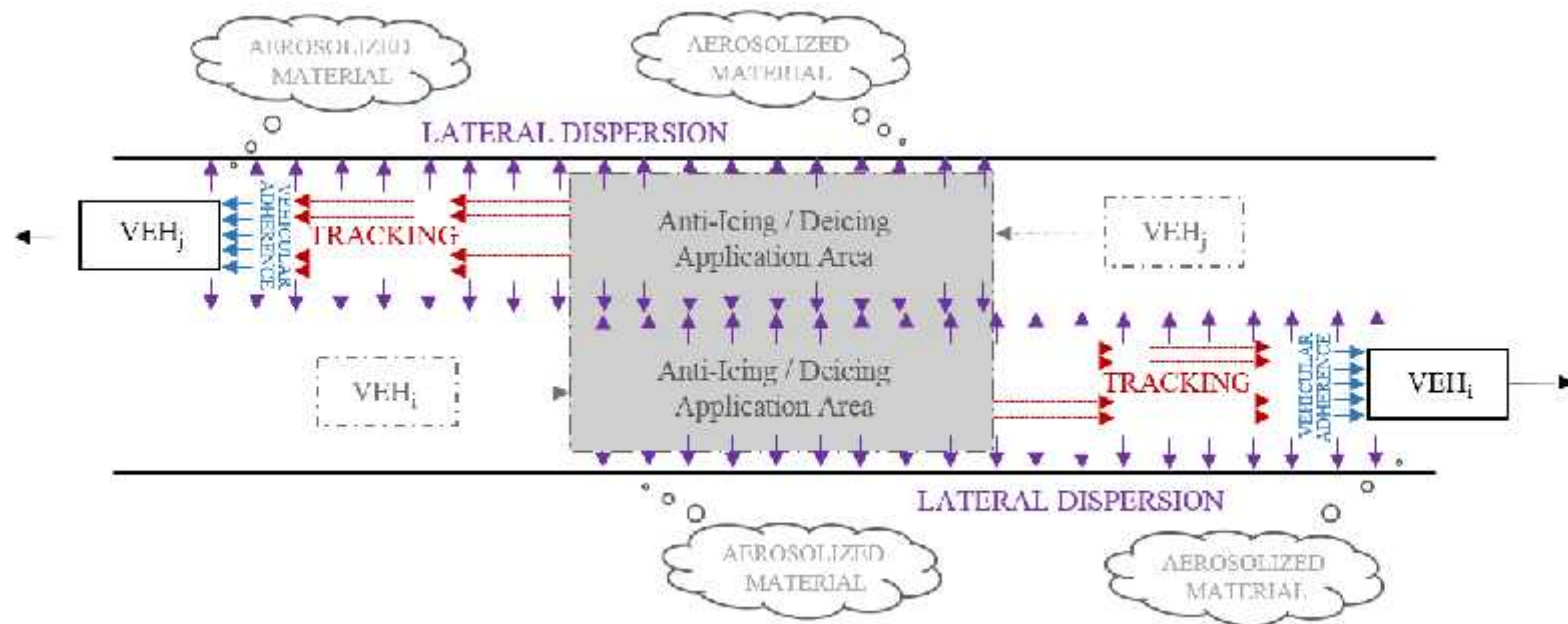 AEROSOLIZED
MATERIAL
AEROSOLIZED
MATERIAL
LATERAL DISPERSION
VEHj
VEHICULAR
ADHERENCE
TRACKING
Anti-Icing / Deicing
Application Area
VEHj
VEHi
Anti-Icing / Deicing
Application Area
TRACKING
VEHICULAR
ADHERENCE
VEHi
LATERAL DISPERSION
AEROSOLIZED
MATERIAL
AEROSOLIZED
MATERIAL